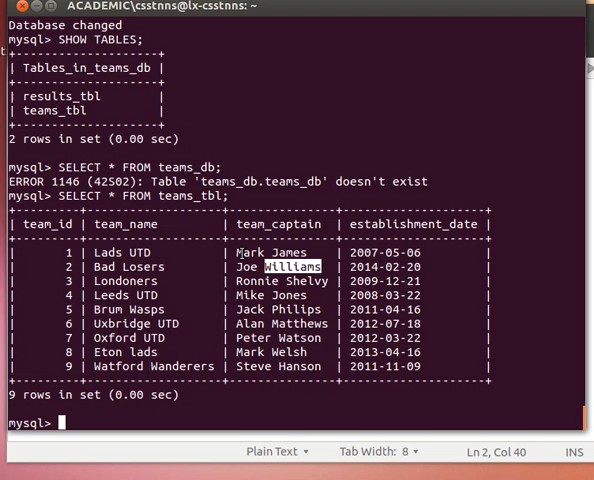 ACADEMIC\csstnns@lx-csstnns: ~
Database changed
mysql> SHOW TABLES;
+--------------------+
| Tables_in_teams_db |
+--------------------+
| results_tbl        |
| teams_tbl          |
+--------------------+
2 rows in set (0.00 sec)
mysql> SELECT * FROM teams_db;
ERROR 1146 (42S02): Table 'teams_db.teams_db' doesn't exist
mysql> SELECT * FROM teams_tbl;
+---------+-------------------+---------------+--------------------+
| team_id | team_name         | team_captain  | establishment_date |
+---------+-------------------+---------------+--------------------+
|       1 | Lads UTD          | Mark James    | 2007-05-06         |
|       2 | Bad Losers        | Joe Williams  | 2014-02-20         |
|       3 | Londoners         | Ronnie Shelvy | 2009-12-21         |
|       4 | Leeds UTD         | Mike Jones    | 2008-03-22         |
|       5 | Brum Wasps        | Jack Philips  | 2011-04-16         |
|       6 | Uxbridge UTD      | Alan Matthews | 2012-07-18         |
|       7 | Oxford UTD        | Peter Watson  | 2012-03-22         |
|       8 | Eton lads         | Mark Welsh    | 2013-04-16         |
|       9 | Watford Wanderers | Steve Hanson  | 2011-11-09         |
+---------+-------------------+---------------+--------------------+
9 rows in set (0.00 sec)
mysql>
Plain Text Tab Width: 8 Ln 2, Col 40 INS